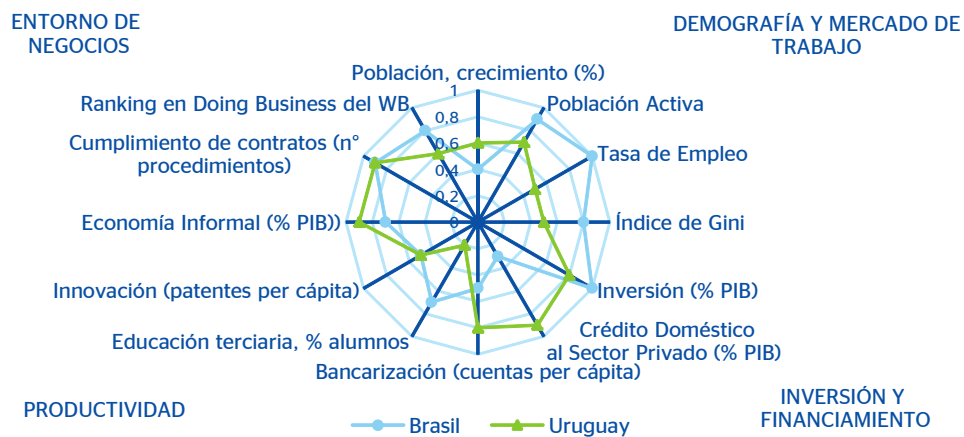 ENTORNO DE
NEGOCIOS
DEMOGRAFÍA Y MERCADO DE
TRABAJO
Población, crecimiento (%)
Ranking en Doing Business del WB
Población Activa
Cumplimiento de contratos (n°
procedimientos)
Tasa de Empleo
Economía Informal (% PIB))
Índice de Gini
Innovación (patentes per cápita)
Inversión (% PIB)
Educación terciaria, % alumnos
Crédito Doméstico
al Sector Privado (% PIB)
Bancarización (cuentas per cápita)
1
0,8
0,6
0,4
0,2
0
PRODUCTIVIDAD
INVERSIÓN Y
FINANCIAMIENTO
Brasil
Uruguay